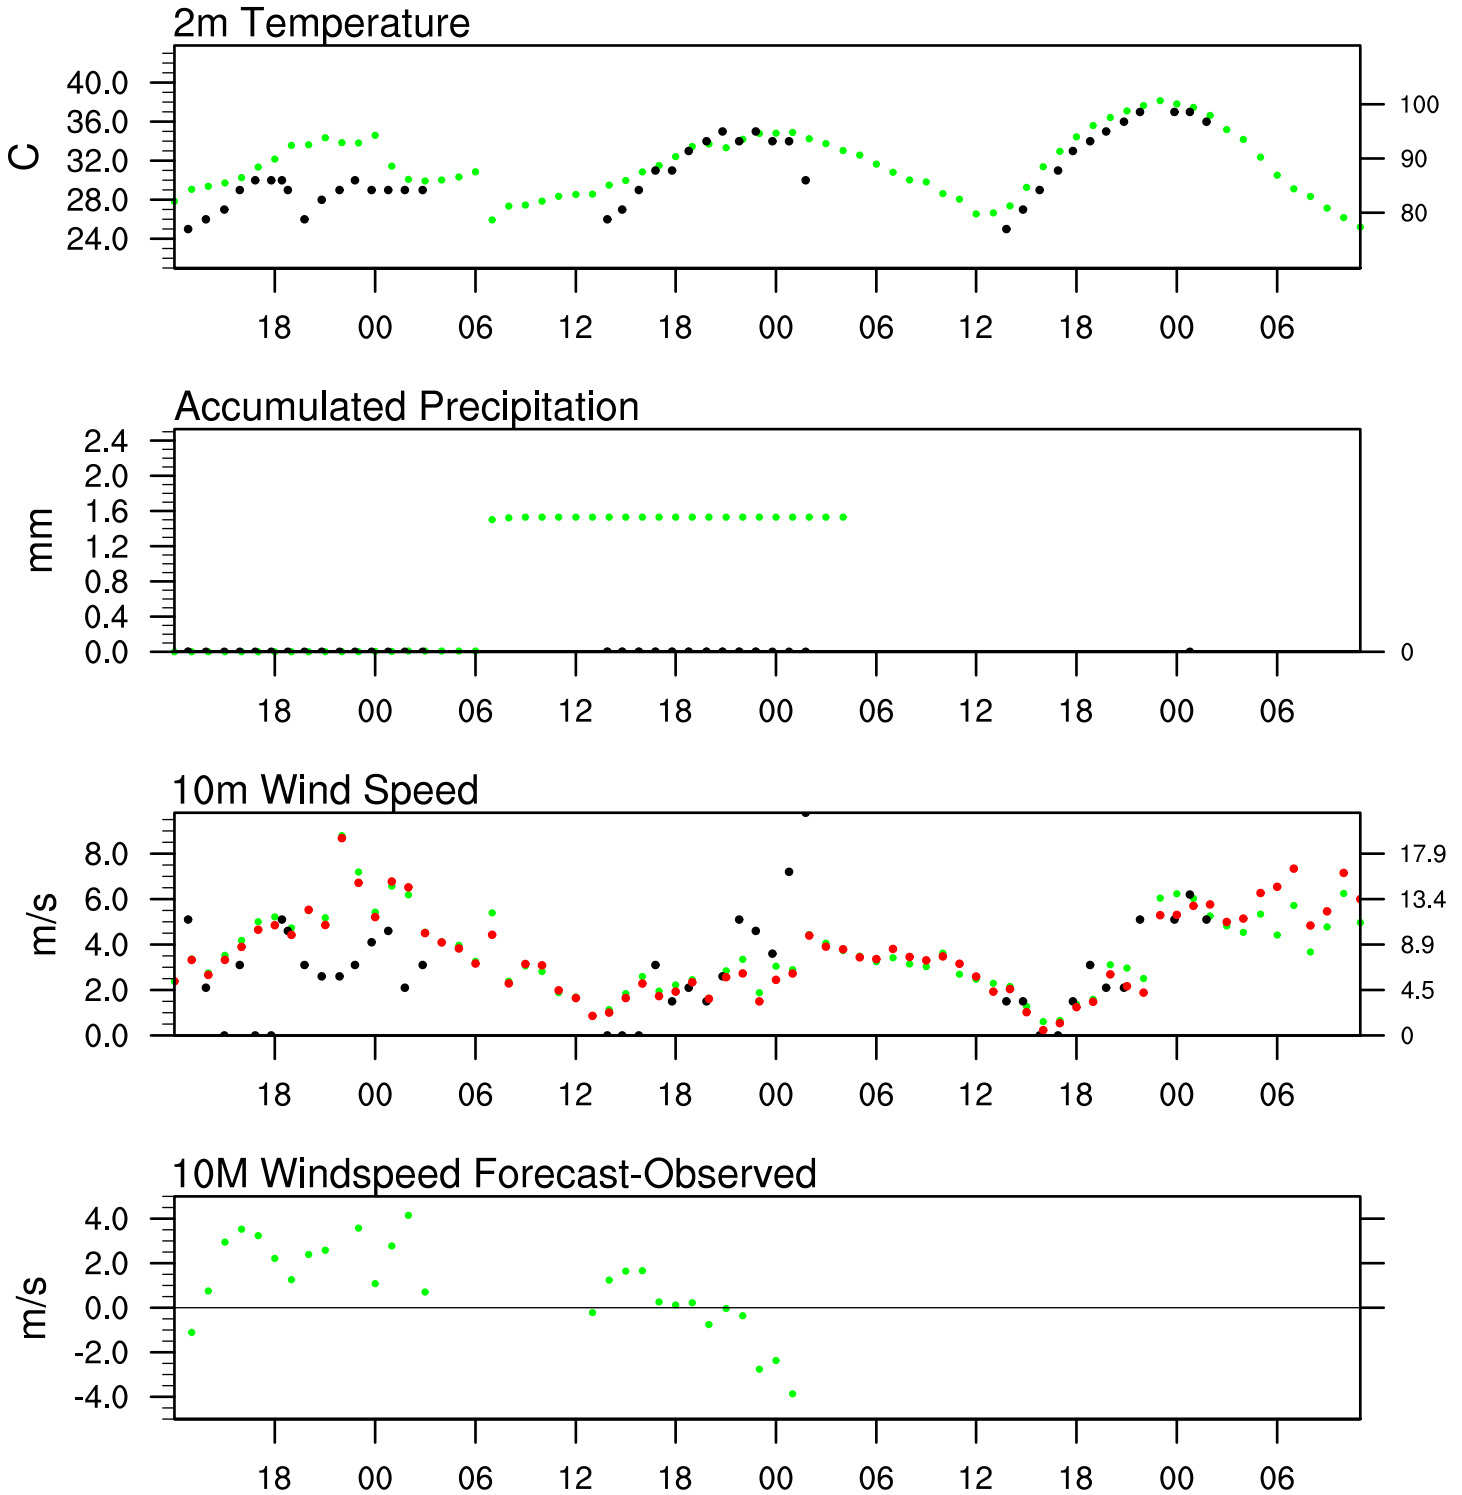 2m Temperature
40.0
36.0
32.0
28.0
24.0
C
100
90
80
18 00 06 12 18 00 06 12 18 00 06
Accumulated Precipitation
2.4
2.0
1.6
1.2
0.8
0.4
0.0
mm
0
18 00 06 12 18 00 06 12 18 00 06
10m Wind Speed
8.0
6.0
4.0
2.0
0.0
m/s
17.9
13.4
8.9
4.5
0
18 00 06 12 18 00 06 12 18 00 06
10M Windspeed Forecast-Observed
4.0
2.0
0.0
-2.0
-4.0
m/s
18 00 06 12 18 00 06 12 18 00 06